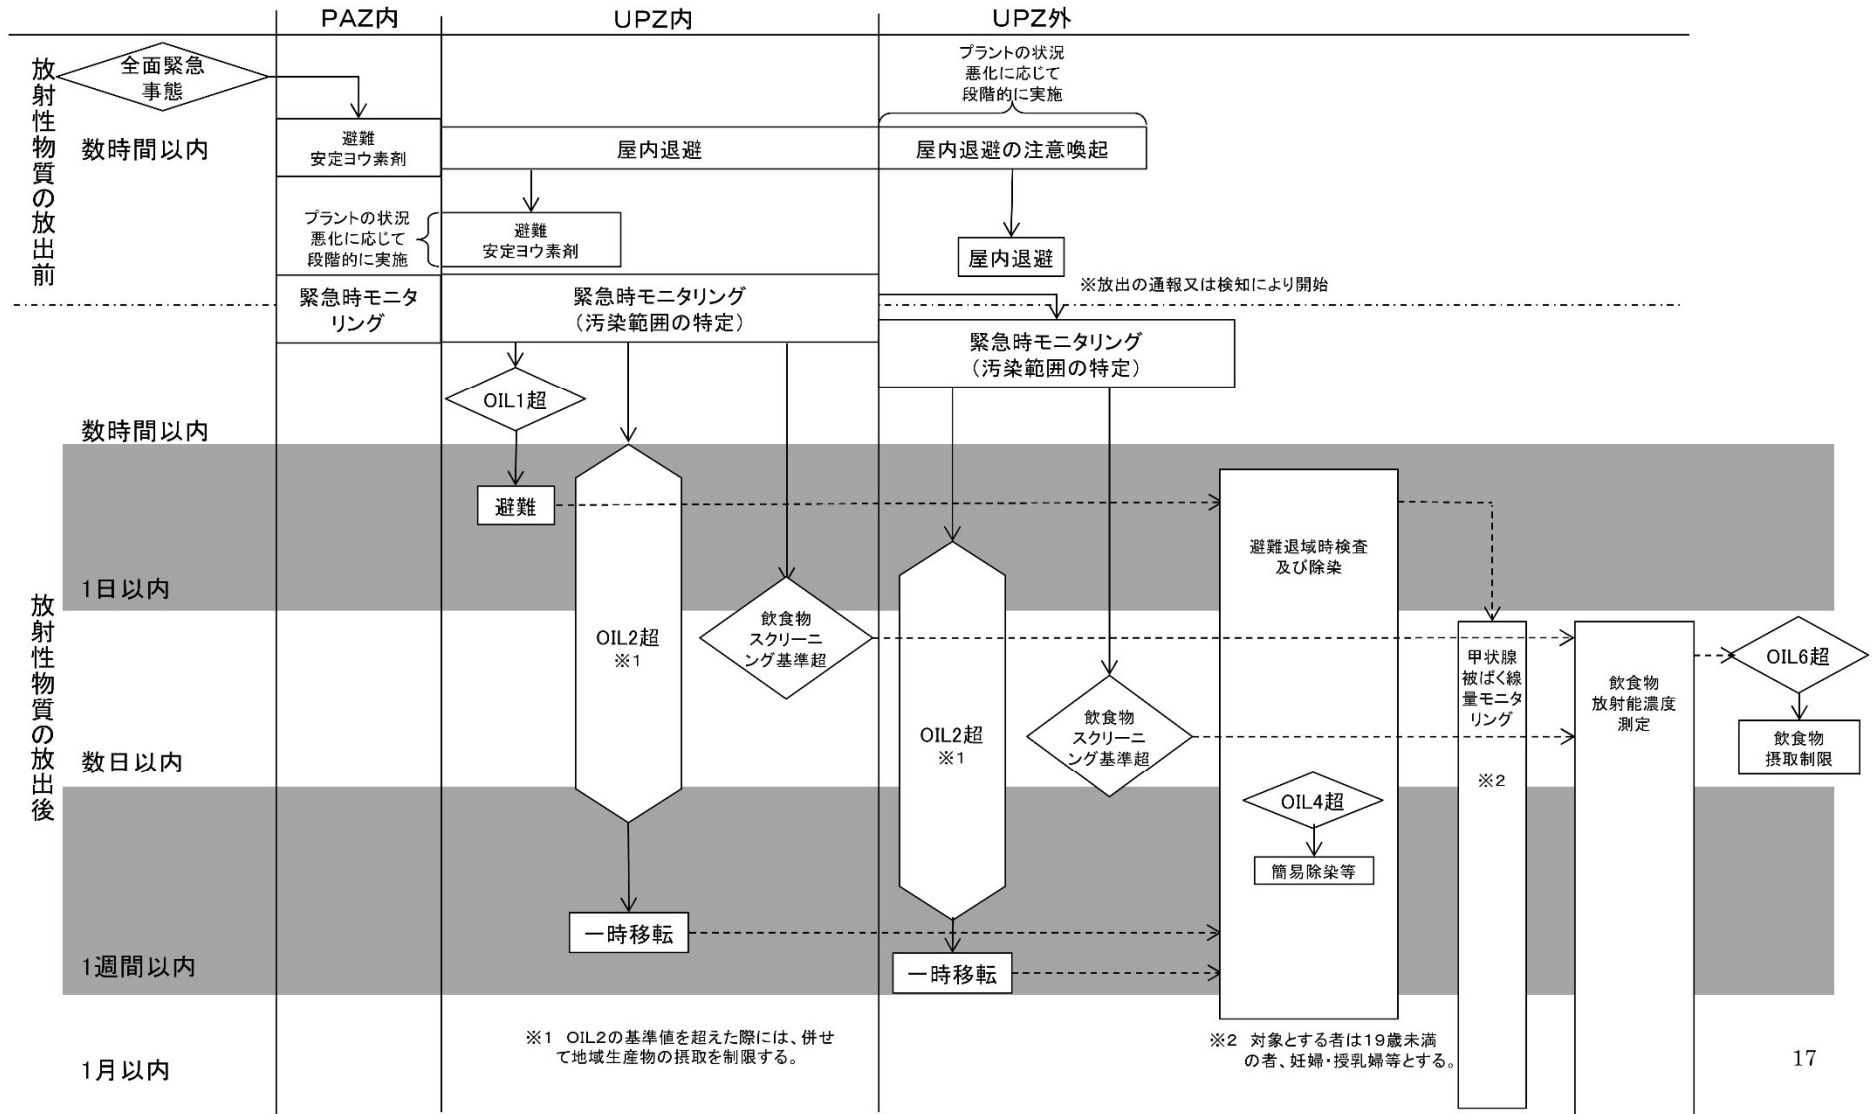 PAZ内
UPZ内
UPZ外
放射性物質の放出前
全面緊急
事態
プラントの状況
悪化に応じて
段階的に実施
数時間以内
避難
安定ヨウ素剤
屋内退避
屋内退避の注意喚起
プラントの状況
悪化に応じて
段階的に実施
避難
安定ヨウ素剤
屋内退避
※放出の通報又は検知により開始
緊急時モニタ
リング
緊急時モニタリング
(汚染範囲の特定)
緊急時モニタリング
(汚染範囲の特定)
放射性物質の放出後
OIL1超
数時間以内
避難
避難退域時検査
及び除染
1日以内
OIL2超
※1
飲食物
スクリーニ
ング基準超
OIL2超
※1
飲食物
スクリーニ
ング基準超
甲状腺
被ばく線
量モニタ
リング
※2
飲食物
放射能濃度
測定
OIL6超
飲食物
摂取制限
数日以内
OIL4超
簡易除染等
一時移転
一時移転
1週間以内
※1 OIL2の基準値を超えた際には、併せ
て地域生産物の摂取を制限する。
※2 対象とする者は19歳未満
の者、妊婦・授乳婦等とする。
1月以内
17